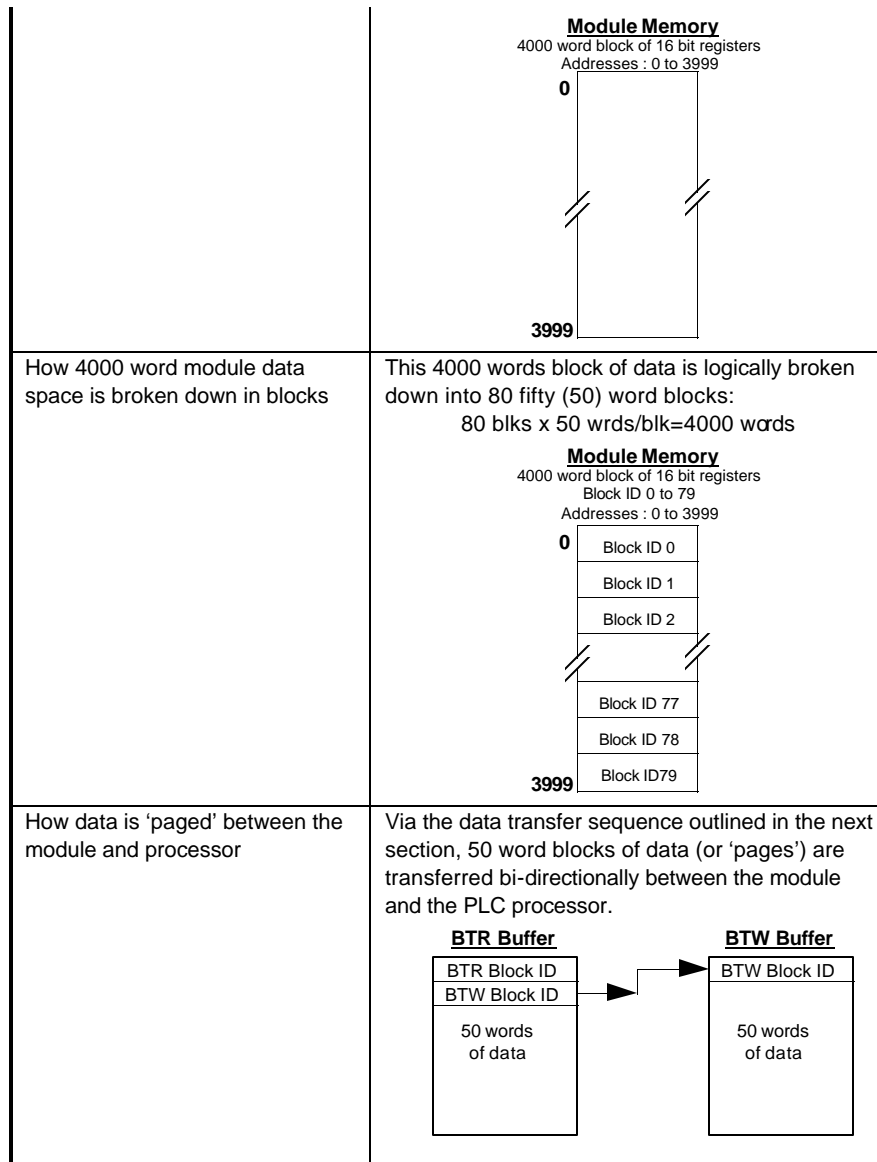 Module Memory
4000 word block of 16 bit registers
Addresses : 0 to 3999
0
3999
How 4000 word module data
space is broken down in blocks
This 4000 words block of data is logically broken
down into 80 fifty (50) word blocks:
80 blks x 50 wrds/blk=4000 words
Module Memory
4000 word block of 16 bit registers
Block ID 0 to 79
Addresses : 0 to 3999
0
Block ID 0
Block ID 1
Block ID 2
Block ID 77
Block ID 78
Block ID79
3999
How data is ‘paged’ between the
module and processor
Via the data transfer sequence outlined in the next
section, 50 word blocks of data (or ‘pages’) are
transferred bi-directionally between the module
and the PLC processor.
BTR Buffer
BTR Block ID
BTW Block ID
50 words
of data
BTW Buffer
BTW Block ID
50 words
of data